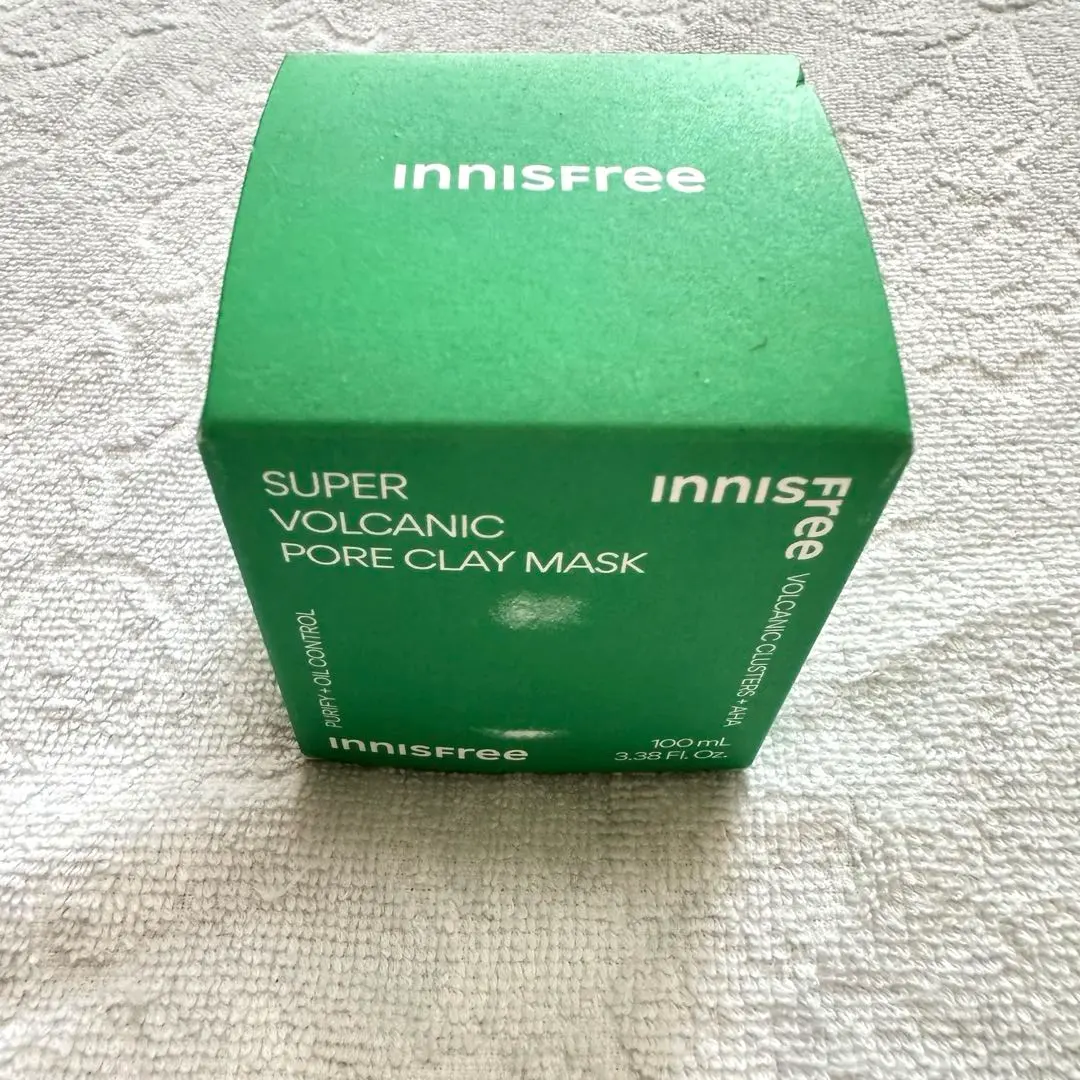 INNISFree
SUPER
VOLCANIC
PORE CLAY MASK
INNISFree
VOLCANIC CLUSTERS + AHA
PURIFY + OIL CONTROL
INNISFree
100 mL
3.38 Fl. Oz.